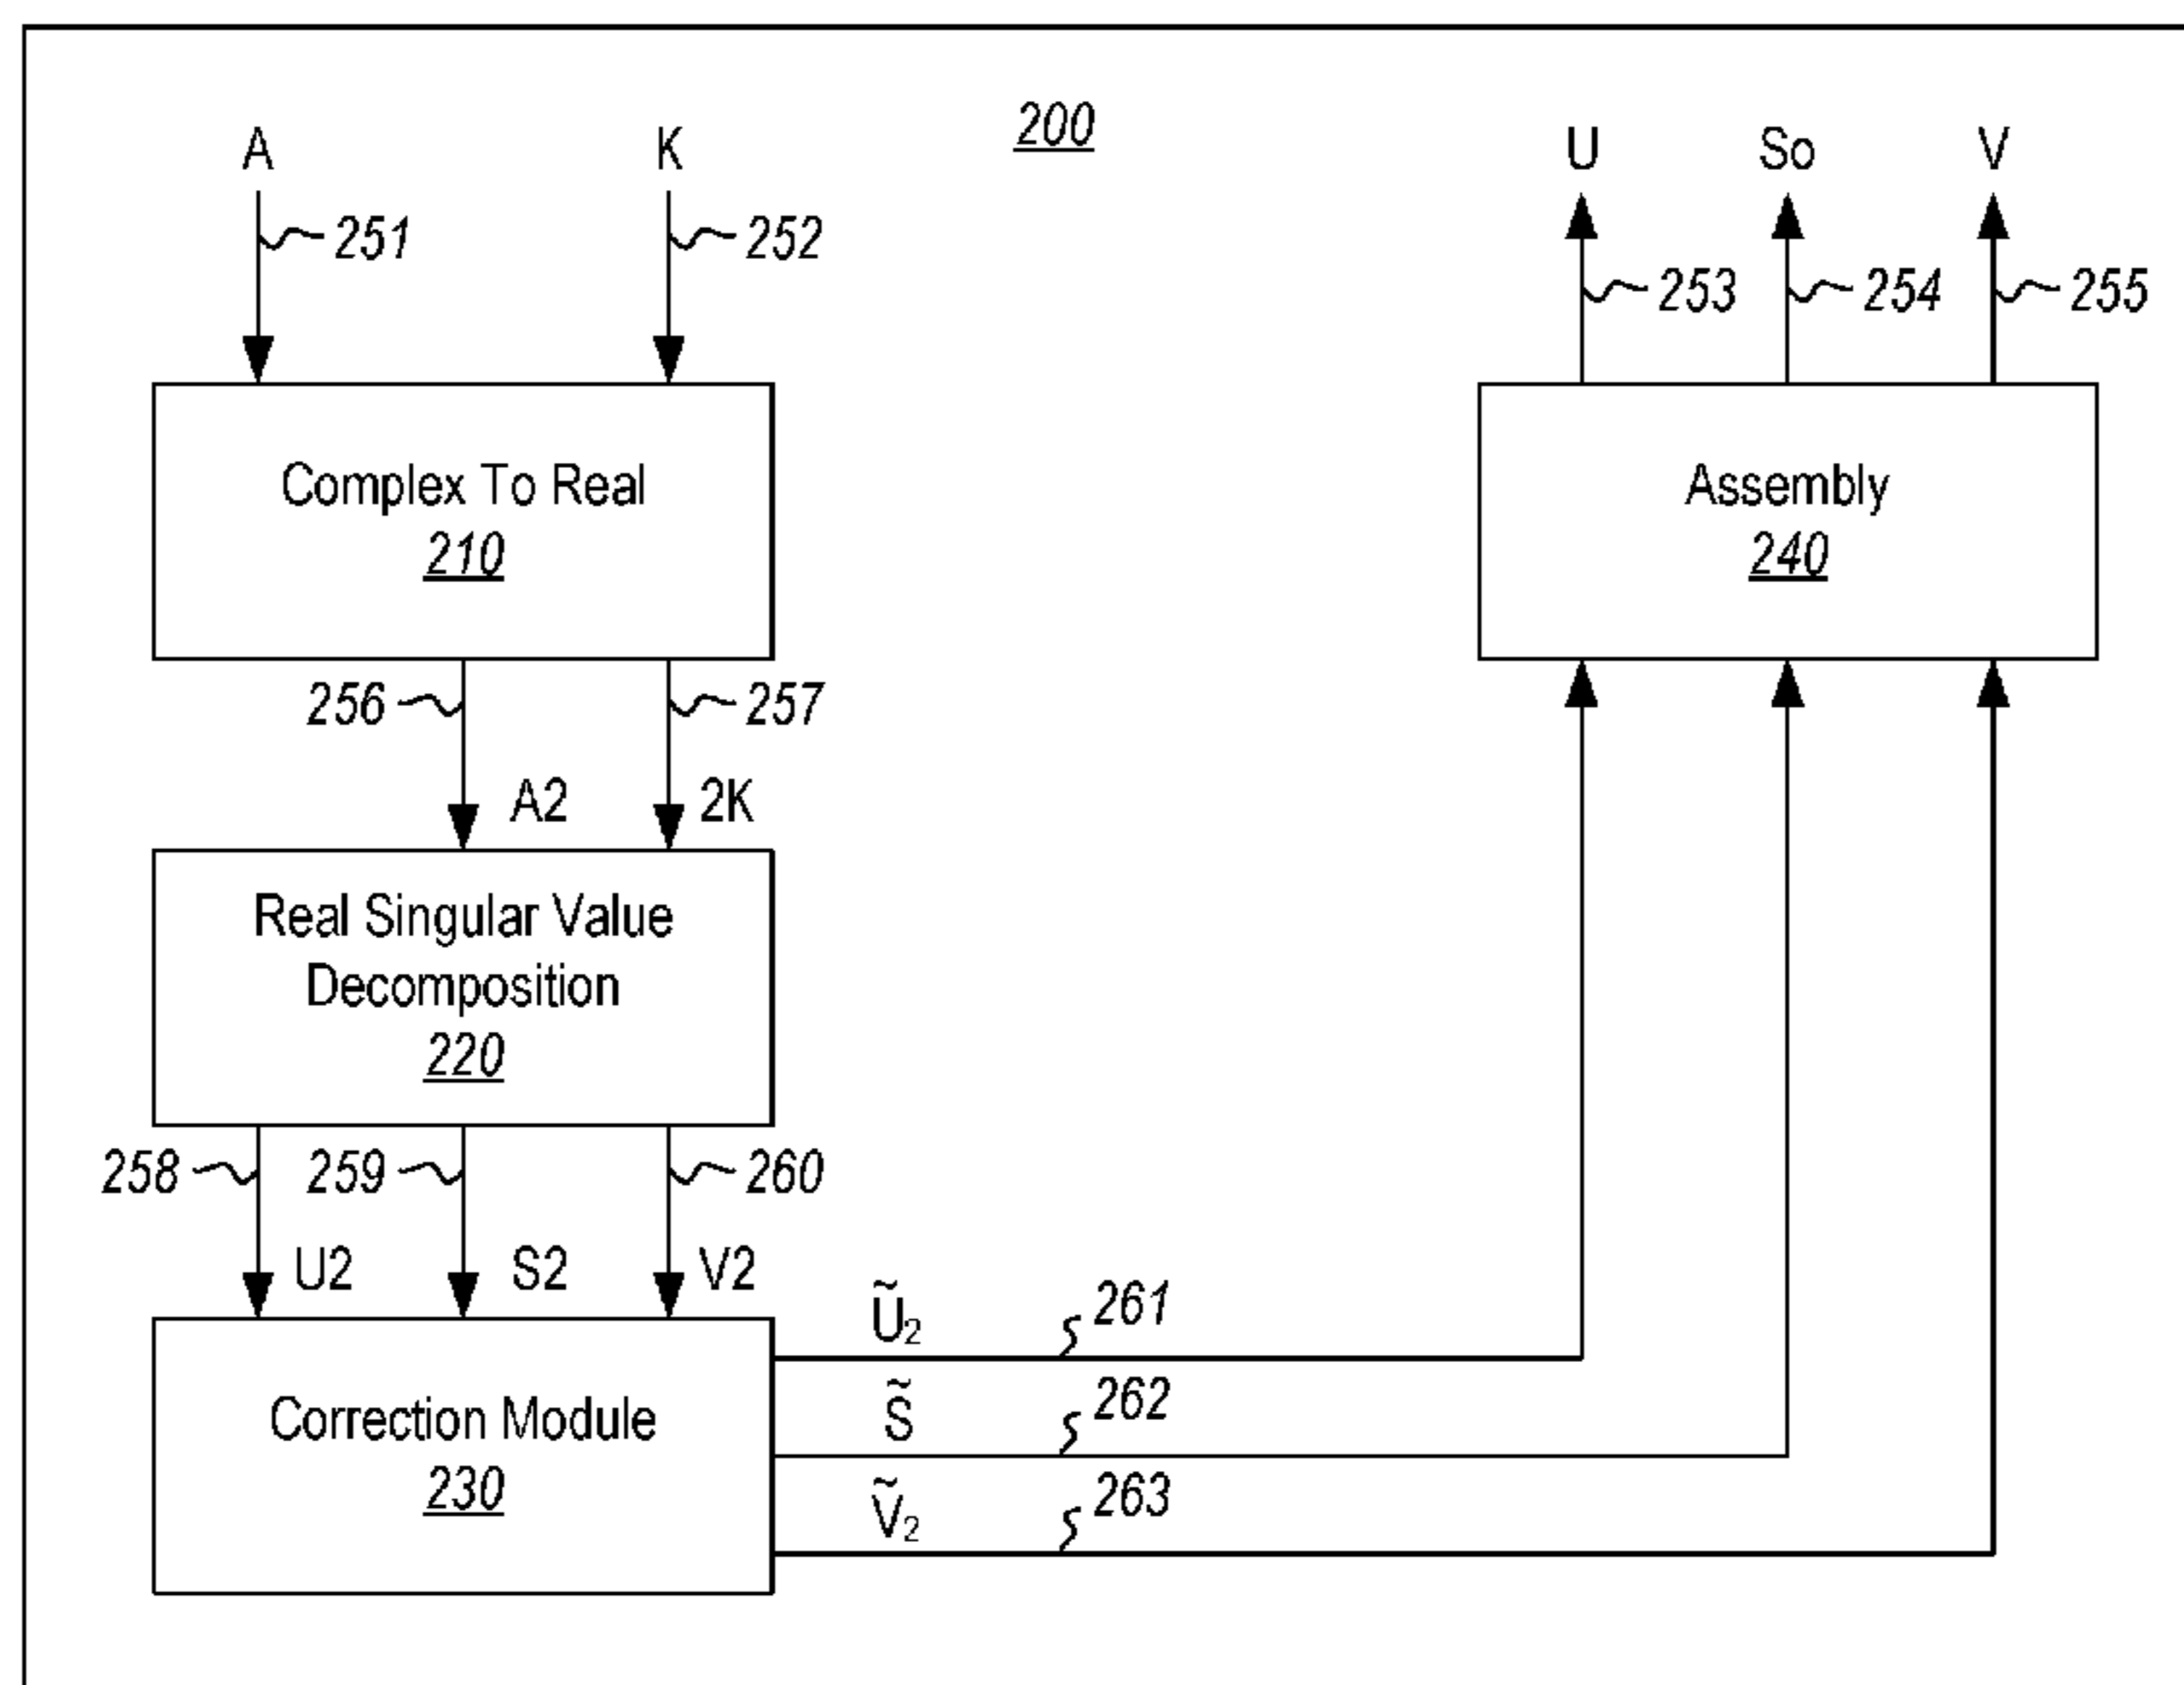 200
A K U So V
251 252 253 254 255
Complex To Real
210
Assembly
240
256 257
A2 2K
Real Singular Value
Decomposition
220
258 259 260
U2 S2 V2
Correction Module
230
Ũ₂ 261
S̃ 262
Ṽ₂ 263